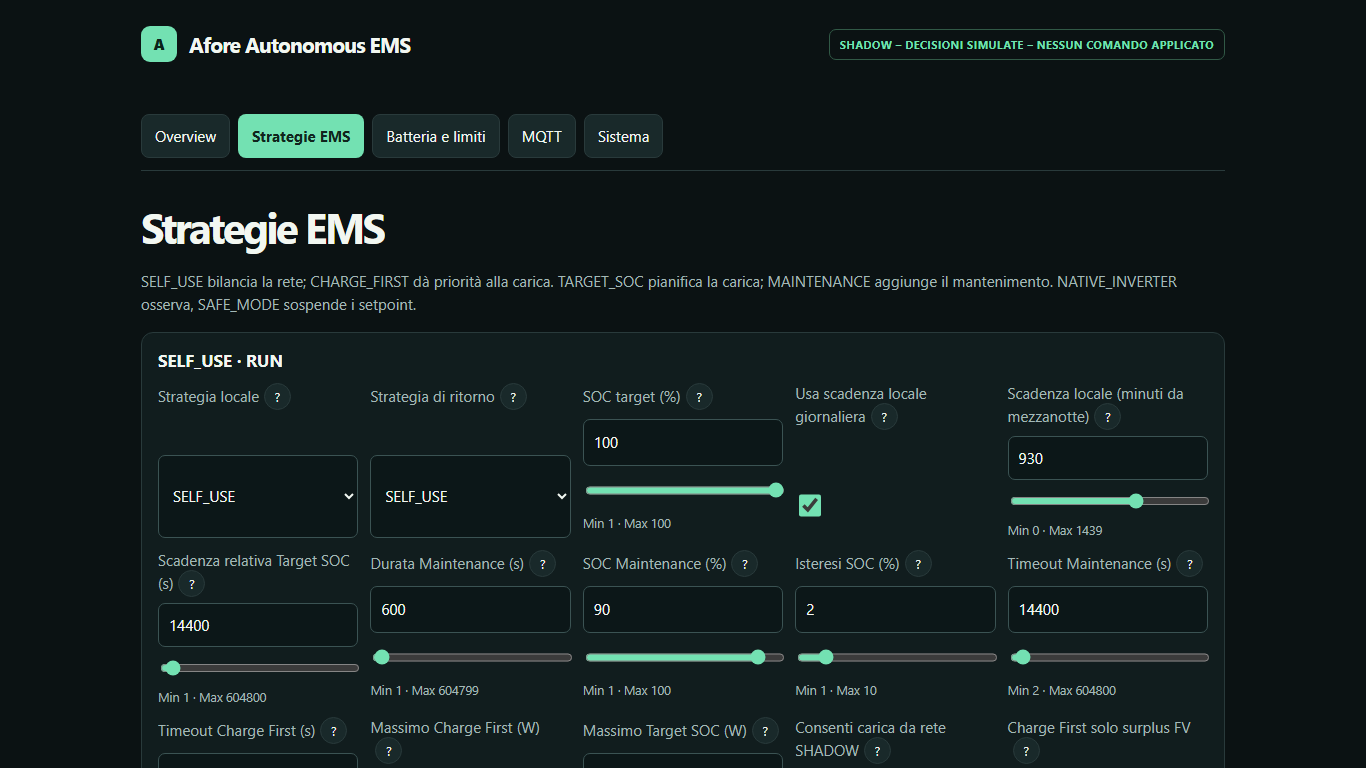 A
Afore Autonomous EMS
SHADOW – DECISIONI SIMULATE – NESSUN COMANDO APPLICATO
Overview
Strategie EMS
Batteria e limiti
MQTT
Sistema
Strategie EMS
SELF_USE bilancia la rete; CHARGE_FIRST dà priorità alla carica. TARGET_SOC pianifica la carica; MAINTENANCE aggiunge il mantenimento. NATIVE_INVERTER
osserva, SAFE_MODE sospende i setpoint.
SELF_USE · RUN
Strategia locale ?
SELF_USE
Strategia di ritorno ?
SELF_USE
SOC target (%) ?
100
Min 1 · Max 100
Usa scadenza locale
giornaliera ?
Scadenza locale (minuti da
mezzanotte) ?
930
Min 0 · Max 1439
Scadenza relativa Target SOC
(s) ?
14400
Min 1 · Max 604800
Durata Maintenance (s) ?
600
Min 1 · Max 604799
SOC Maintenance (%) ?
90
Min 1 · Max 100
Isteresi SOC (%) ?
2
Min 1 · Max 10
Timeout Maintenance (s) ?
14400
Min 2 · Max 604800
Timeout Charge First (s) ?
Massimo Charge First (W)
?
Massimo Target SOC (W) ?
Consenti carica da rete
SHADOW ?
Charge First solo surplus FV
?